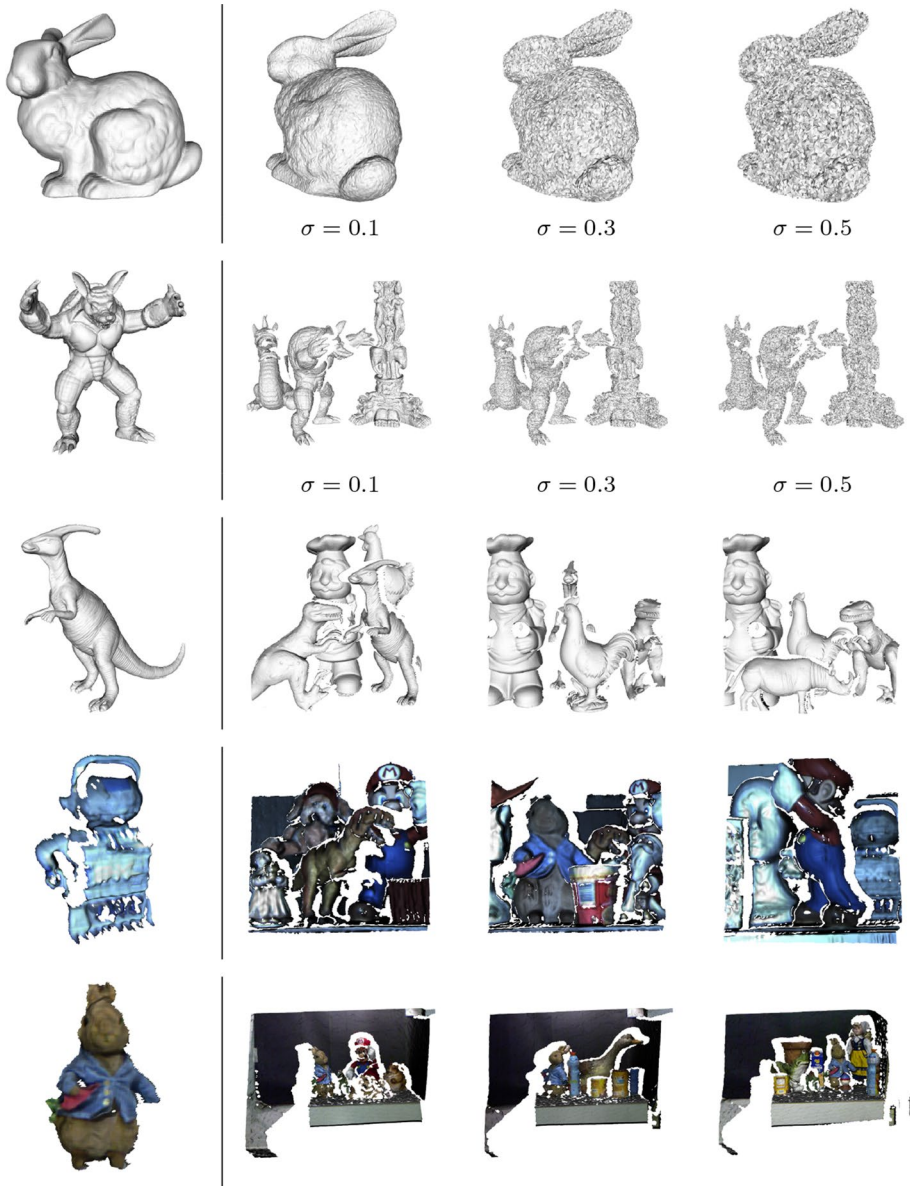 σ = 0.1 σ = 0.3 σ = 0.5
σ = 0.1 σ = 0.3 σ = 0.5
M